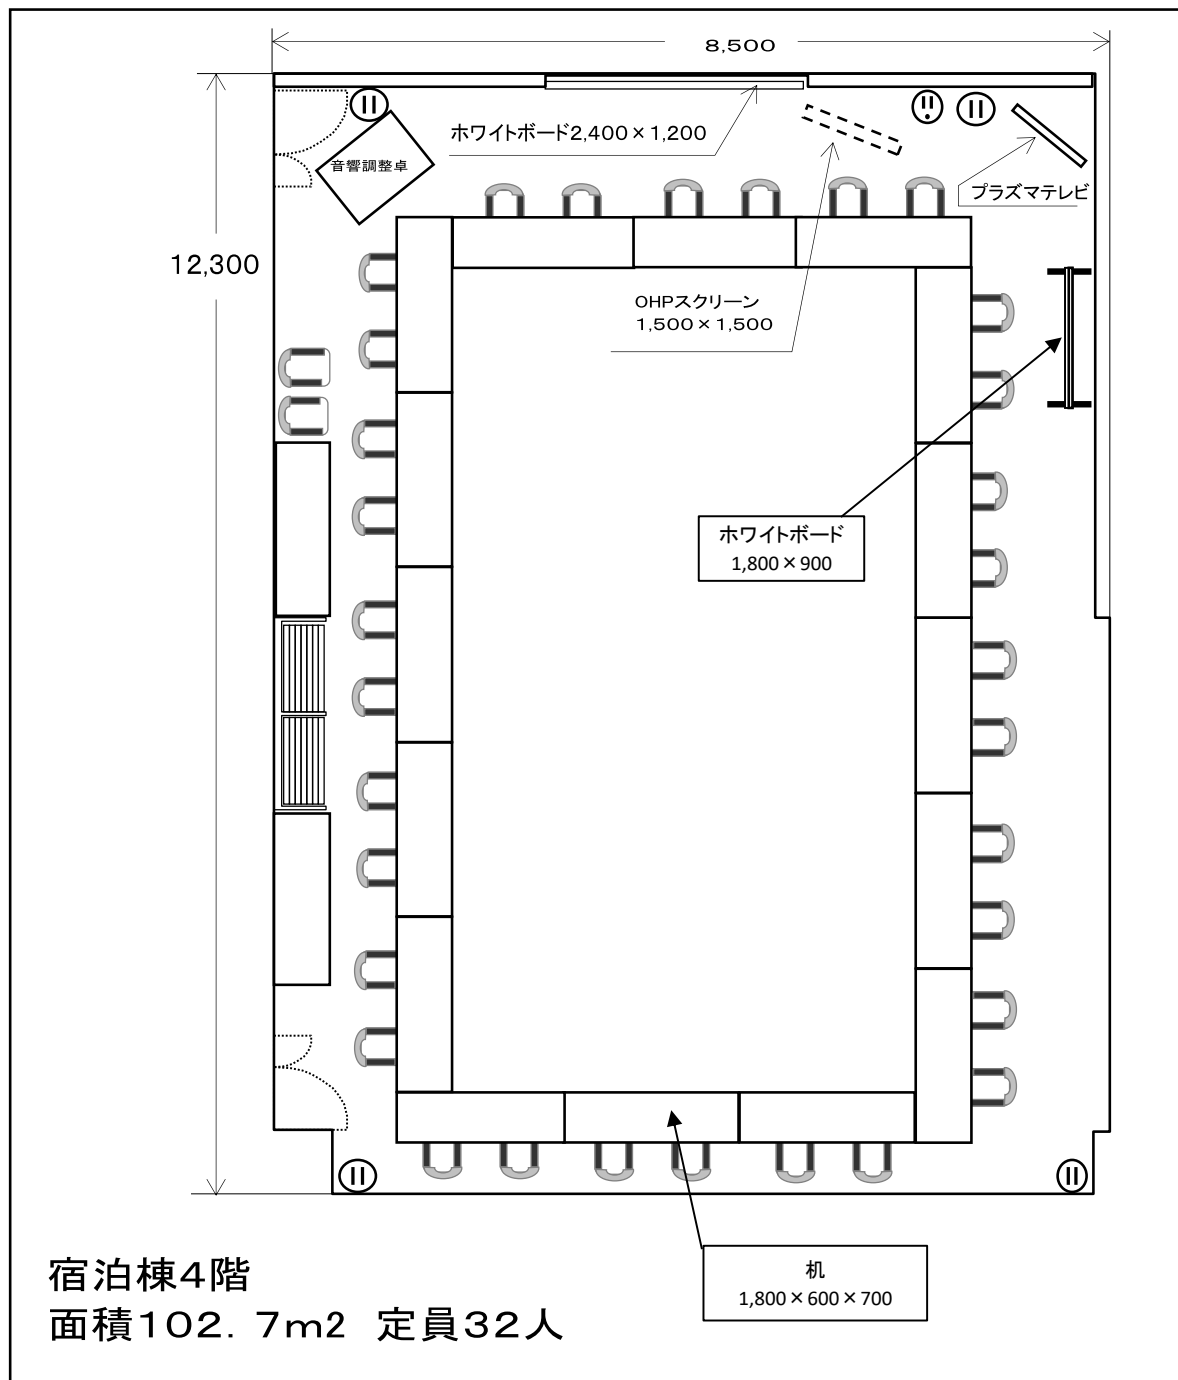 8,500
ホワイトボード2,400×1,200
音響調整卓
プラズマテレビ
12,300
OHPスクリーン
1,500×1,500
ホワイトボード
1,800×900
机
1,800×600×700
宿泊棟4階
面積102.7m2 定員32人